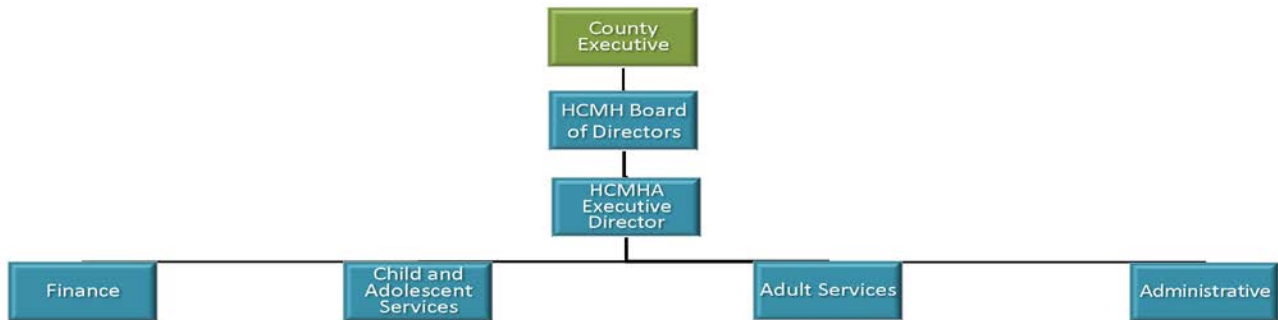 County
Executive
HCMH Board
of Directors
HCMHA
Executive
Director
Finance
Child and
Adolescent
Services
Adult Services
Administrative